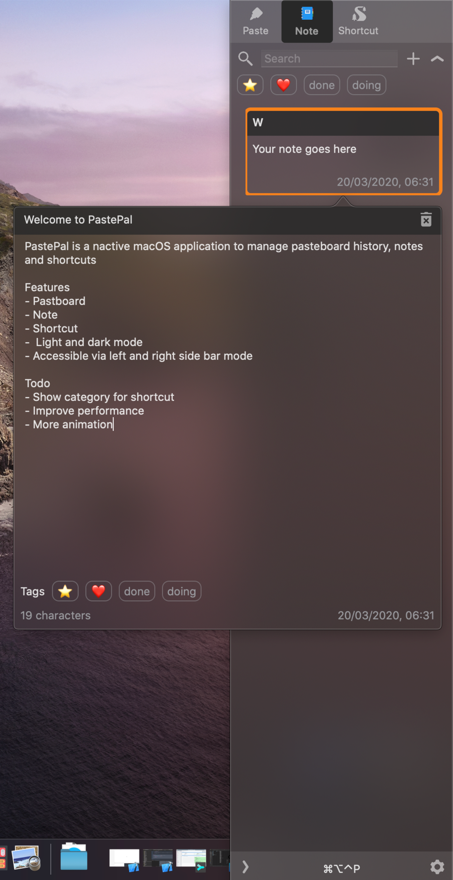 Paste Note Shortcut
Search
⭐ ❤️ done doing
W
Your note goes here
20/03/2020, 06:31
Welcome to PastePal
PastePal is a nactive macOS application to manage pasteboard history, notes
and shortcuts
Features
- Pastboard
- Note
- Shortcut
-  Light and dark mode
- Accessible via left and right side bar mode
Todo
- Show category for shortcut
- Improve performance
- More animation
Tags ⭐ ❤️ done doing
19 characters 20/03/2020, 06:31
⌘⌥^P